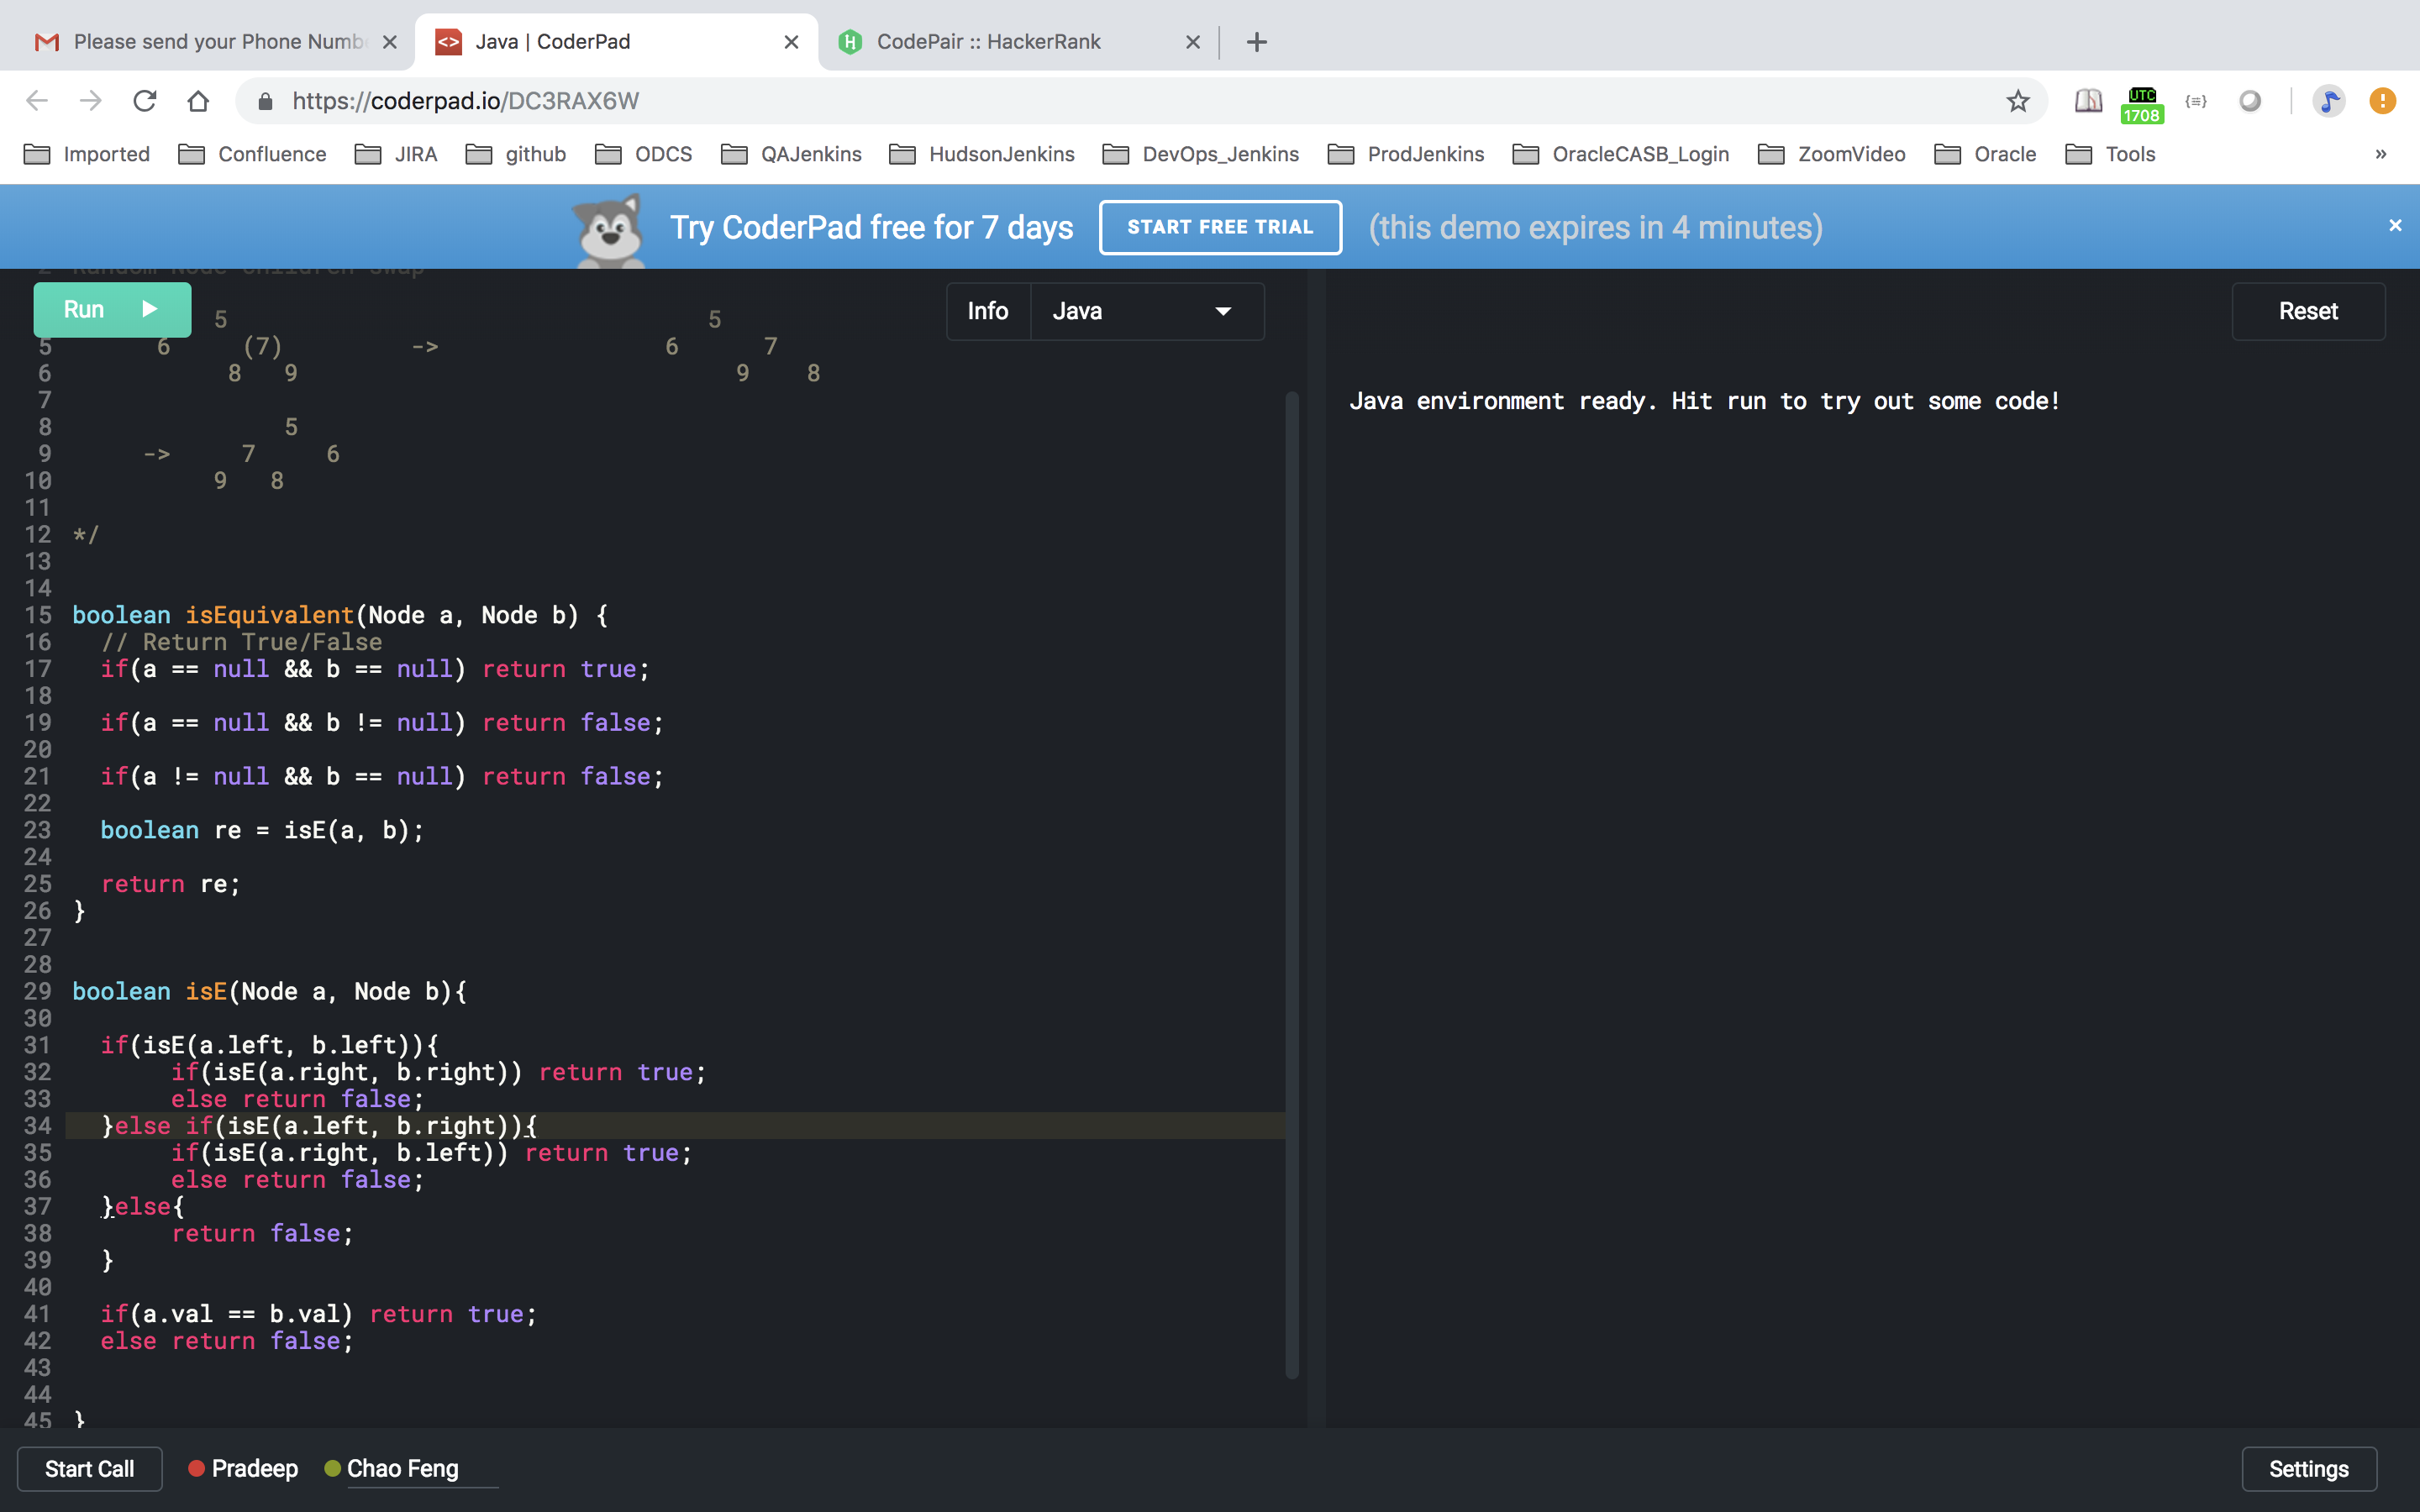 Please send your Phone Numb
Java | CoderPad
CodePair :: HackerRank
https://coderpad.io/DC3RAX6W
UTC
1708
Imported
Confluence
JIRA
github
ODCS
QAJenkins
HudsonJenkins
DevOps_Jenkins
ProdJenkins
OracleCASB_Login
ZoomVideo
Oracle
Tools
»
Try CoderPad free for 7 days
START FREE TRIAL
(this demo expires in 4 minutes)
2 Random Node children swap
Run
Info
Java
Reset
5 5
5 6 (7) -> 6 7
6 8 9 9 8
7
8 5
9 -> 7 6
10 9 8
11
12 */
13
14
15 boolean isEquivalent(Node a, Node b) {
16 // Return True/False
17 if(a == null && b == null) return true;
18
19 if(a == null && b != null) return false;
20
21 if(a != null && b == null) return false;
22
23 boolean re = isE(a, b);
24
25 return re;
26 }
27
28
29 boolean isE(Node a, Node b){
30
31 if(isE(a.left, b.left)){
32 if(isE(a.right, b.right)) return true;
33 else return false;
34 }else if(isE(a.left, b.right)){
35 if(isE(a.right, b.left)) return true;
36 else return false;
37 }else{
38 return false;
39 }
40
41 if(a.val == b.val) return true;
42 else return false;
43
44
45 }
Java environment ready. Hit run to try out some code!
Start Call
Pradeep
Chao Feng
Settings